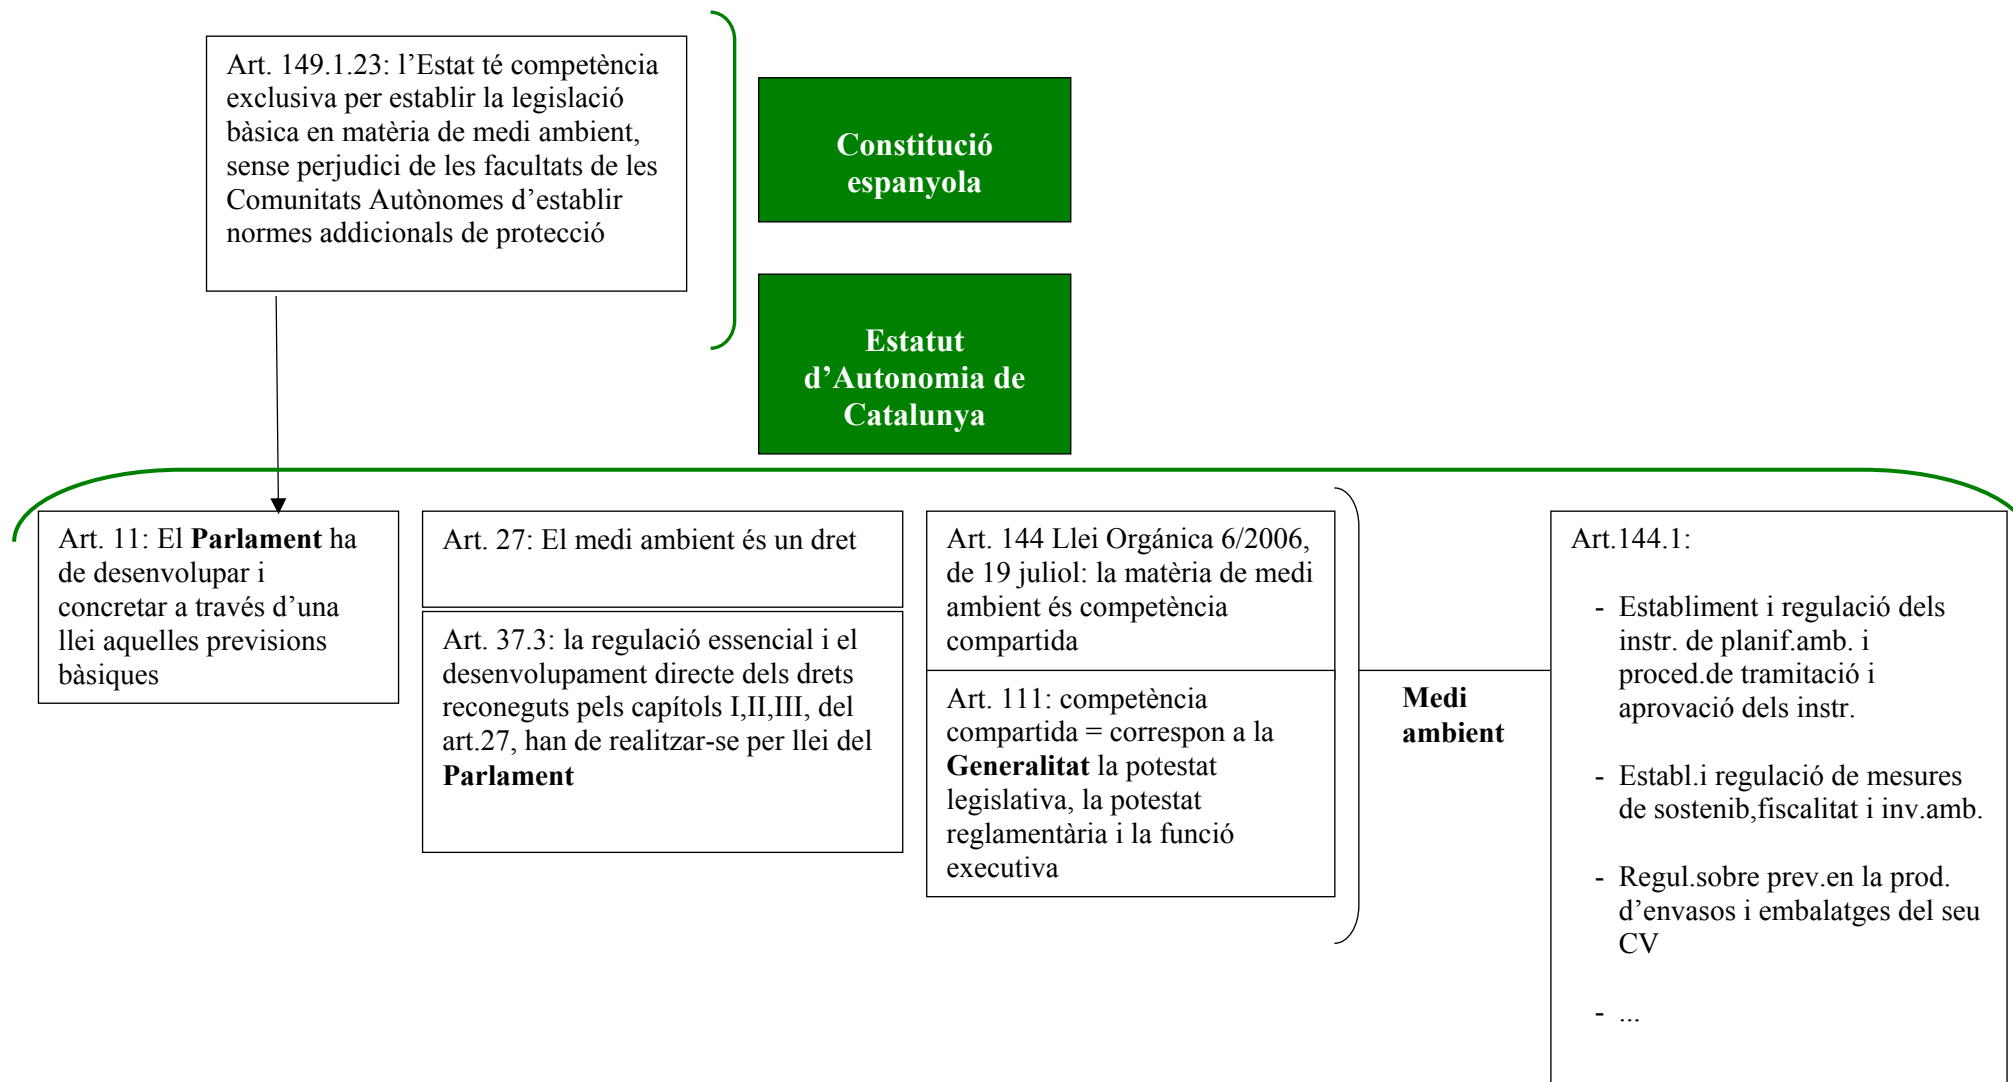 Art. 149.1.23: l’Estat té competència
exclusiva per establir la legislació
bàsica en matèria de medi ambient,
sense perjudici de les facultats de les
Comunitats Autònomes d’establir
normes addicionals de protecció
Constitució
espanyola
Estatut
d’Autonomia de
Catalunya
Art. 11: El Parlament ha
de desenvolupar i
concretar a través d’una
llei aquelles previsions
bàsiques
Art. 27: El medi ambient és un dret
Art. 37.3: la regulació essencial i el
desenvolupament directe dels drets
reconeguts pels capítols I,II,III, del
art.27, han de realitzar-se per llei del
Parlament
Art. 144 Llei Orgánica 6/2006,
de 19 juliol: la matèria de medi
ambient és competència
compartida
Art. 111: competència
compartida = correspon a la
Generalitat la potestat
legislativa, la potestat
reglamentària i la funció
executiva
Medi
ambient
Art.144.1:
- Establiment i regulació dels
instr. de planif.amb. i
proced.de tramitació i
aprovació dels instr.
- Establ.i regulació de mesures
de sostenib,fiscalitat i inv.amb.
- Regul.sobre prev.en la prod.
d’envasos i embalatges del seu
CV
- ...